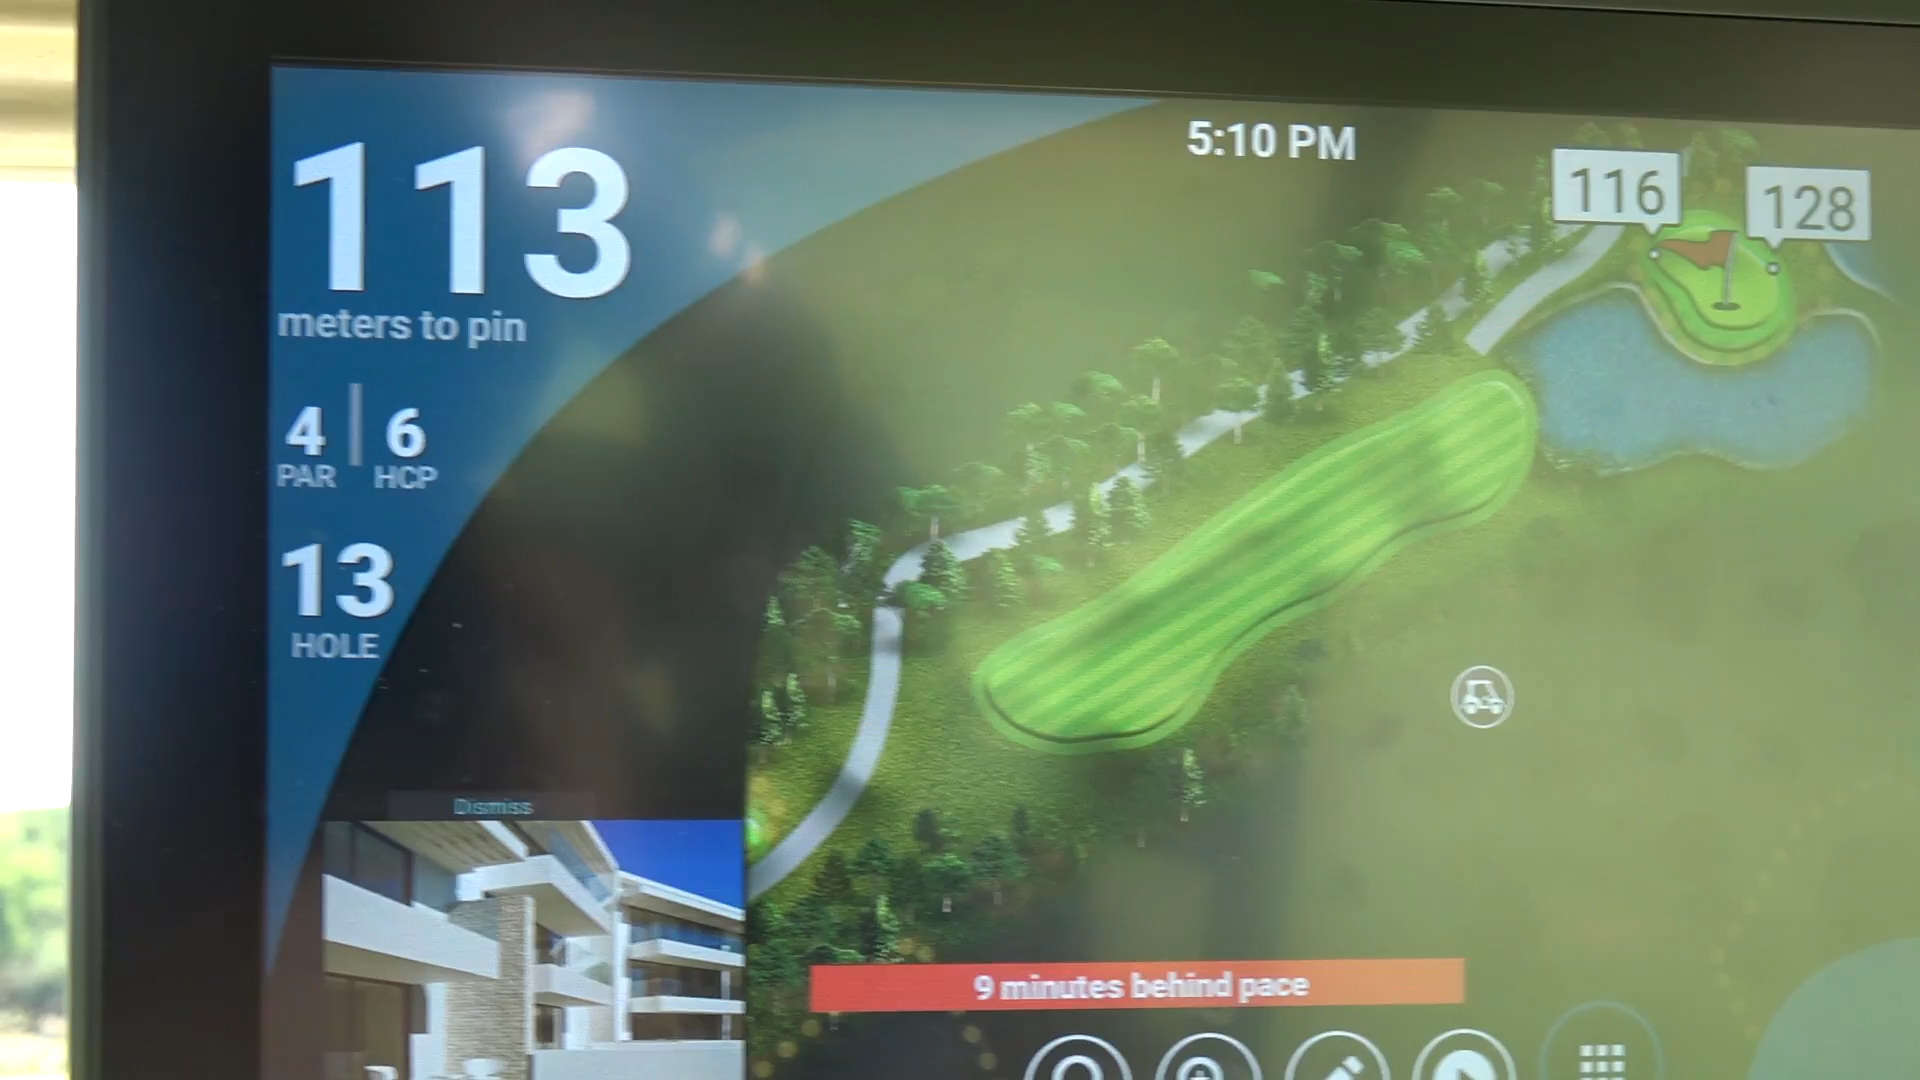 113
meters to pin
4 | 6
PAR HCP
13
HOLE
5:10 PM
116
128
Dismiss
9 minutes behind pace